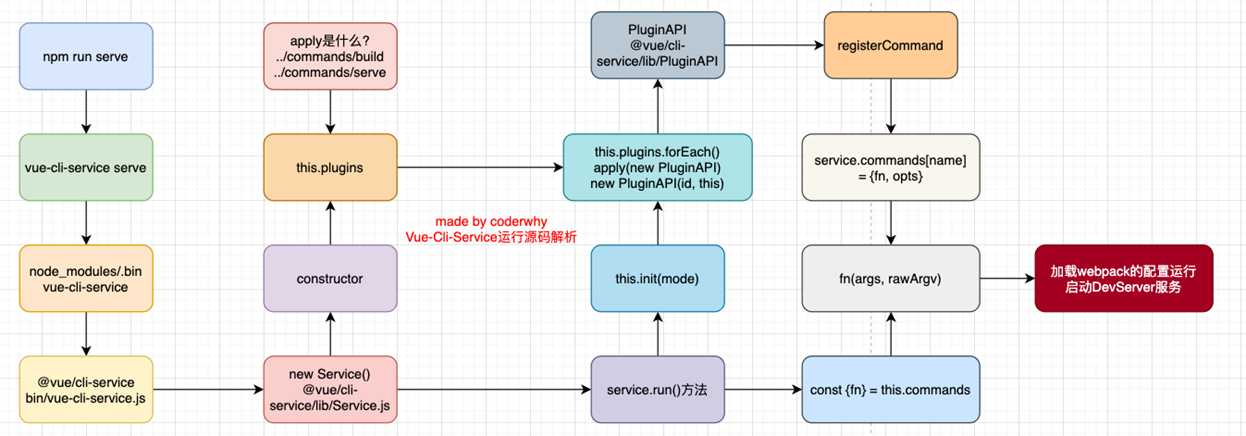 npm run serve
vue-cli-service serve
node_modules/.bin
vue-cli-service
@vue/cli-service
bin/vue-cli-service.js
apply是什么?
../commands/build
../commands/serve
this.plugins
constructor
new Service()
@vue/cli-
service/lib/Service.js
made by coderwhy
Vue-Cli-Service运行源码解析
PluginAPI
@vue/cli-
service/lib/PluginAPI
this.plugins.forEach()
apply(new PluginAPI)
new PluginAPI(id, this)
this.init(mode)
service.run()方法
registerCommand
service.commands[name]
= {fn, opts}
fn(args, rawArgv)
const {fn} = this.commands
加载webpack的配置运行
启动DevServer服务